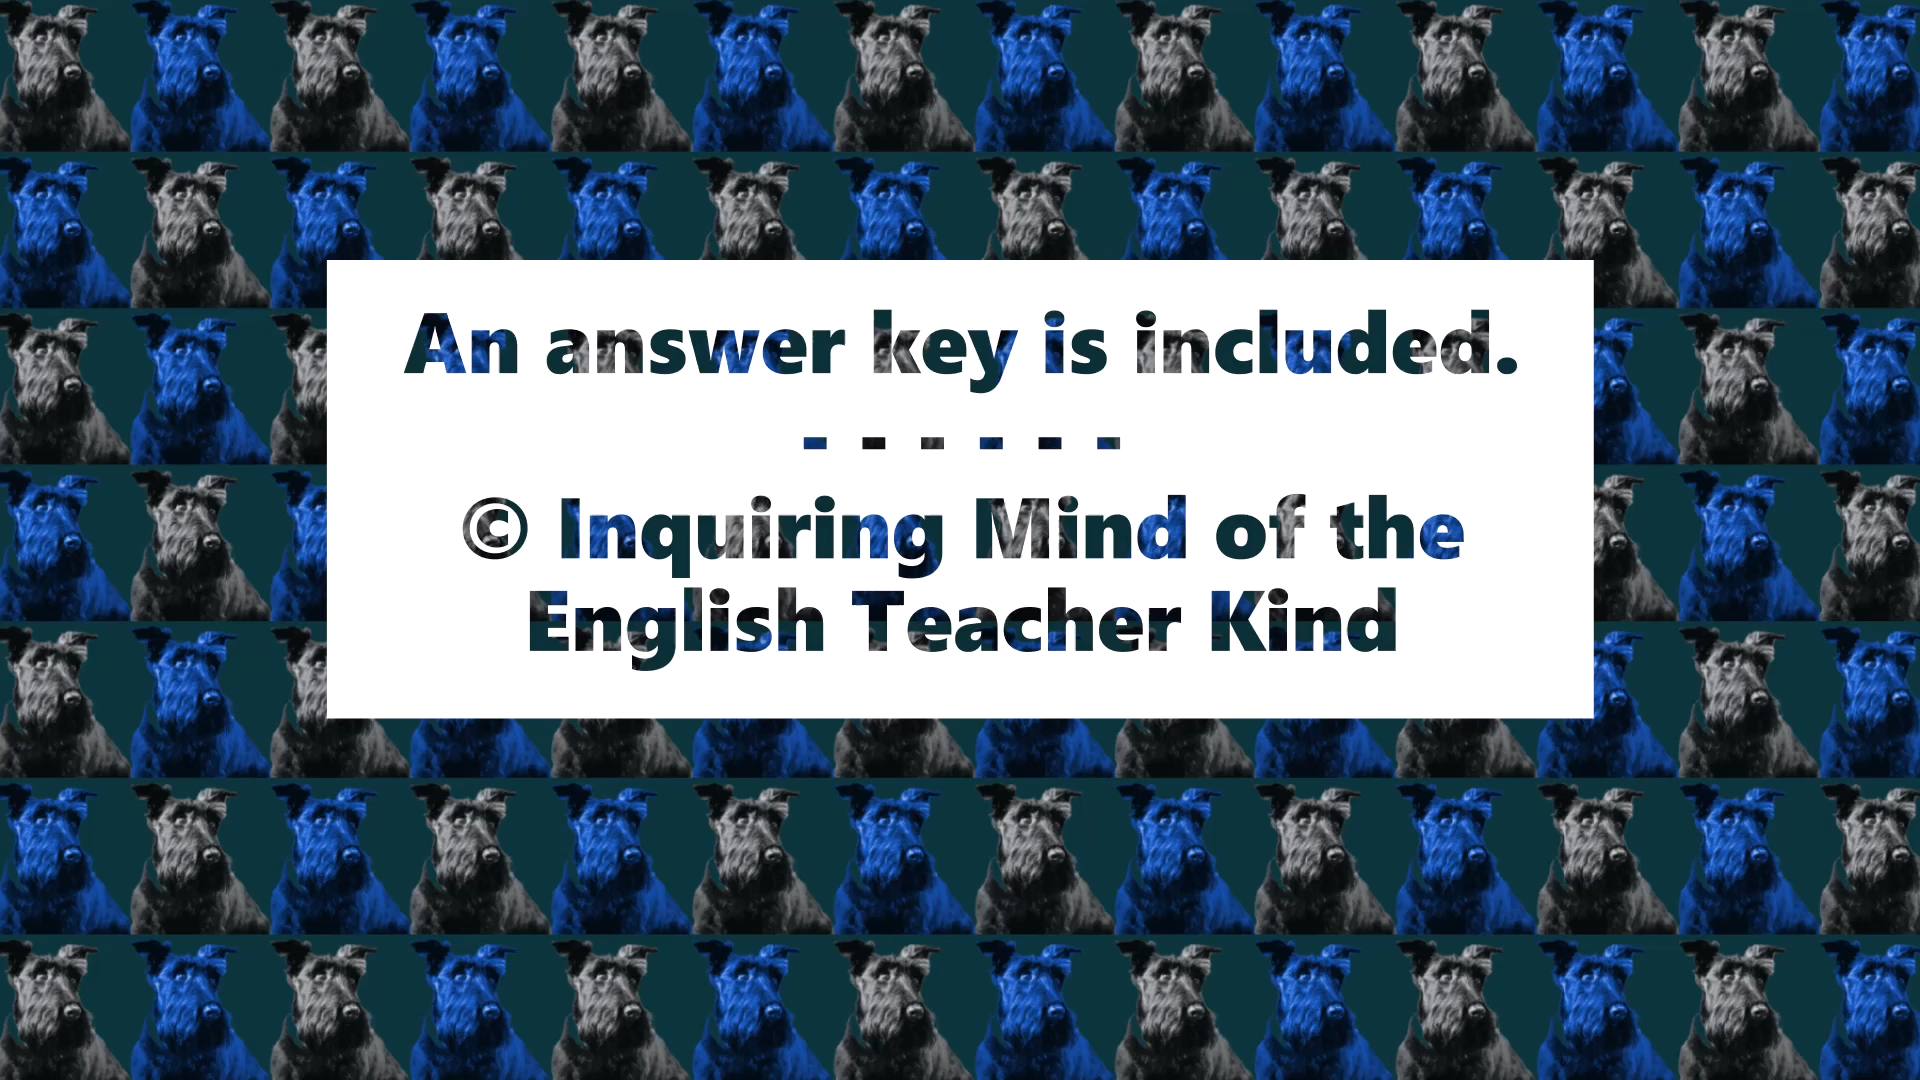 An answer key is included.
- - - - - -
© Inquiring Mind of the
English Teacher Kind